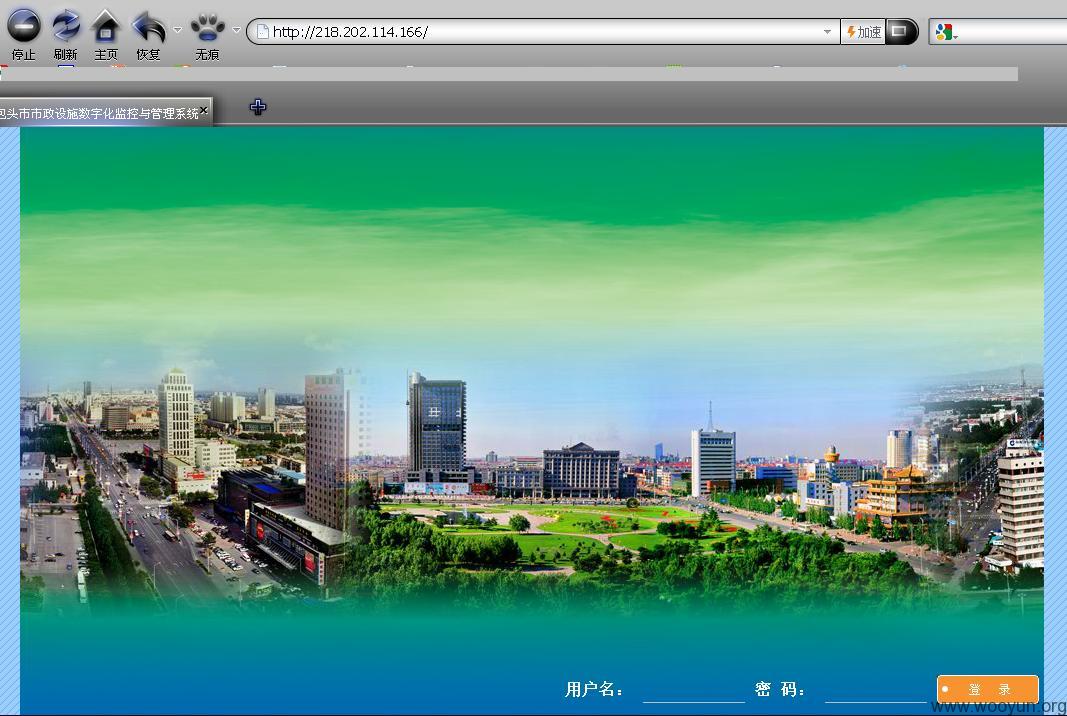 停止 刷新 主页 恢复 无痕
http://218.202.114.166/
加速
包头市市政设施数字化监控与管理系统
用户名： 密 码： 登 录
www.wooyun.org